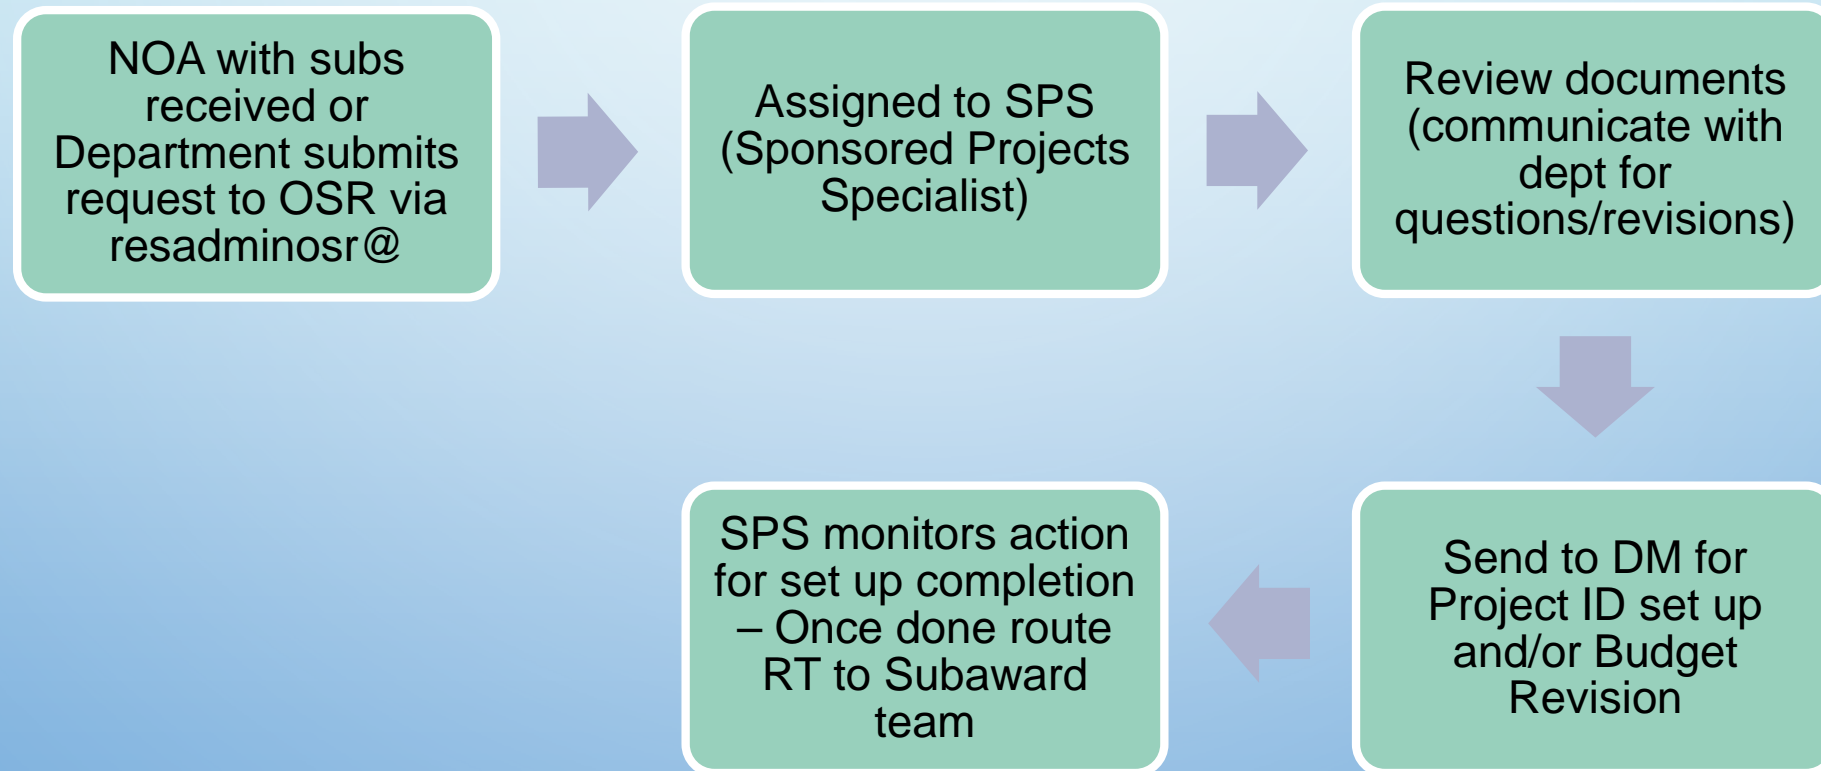 NOA with subs
received or
Department submits
request to OSR via
resadminosr@
Assigned to SPS
(Sponsored Projects
Specialist)
Review documents
(communicate with
dept for
questions/revisions)
Send to DM for
Project ID set up
and/or Budget
Revision
SPS monitors action
for set up completion
– Once done route
RT to Subaward
team